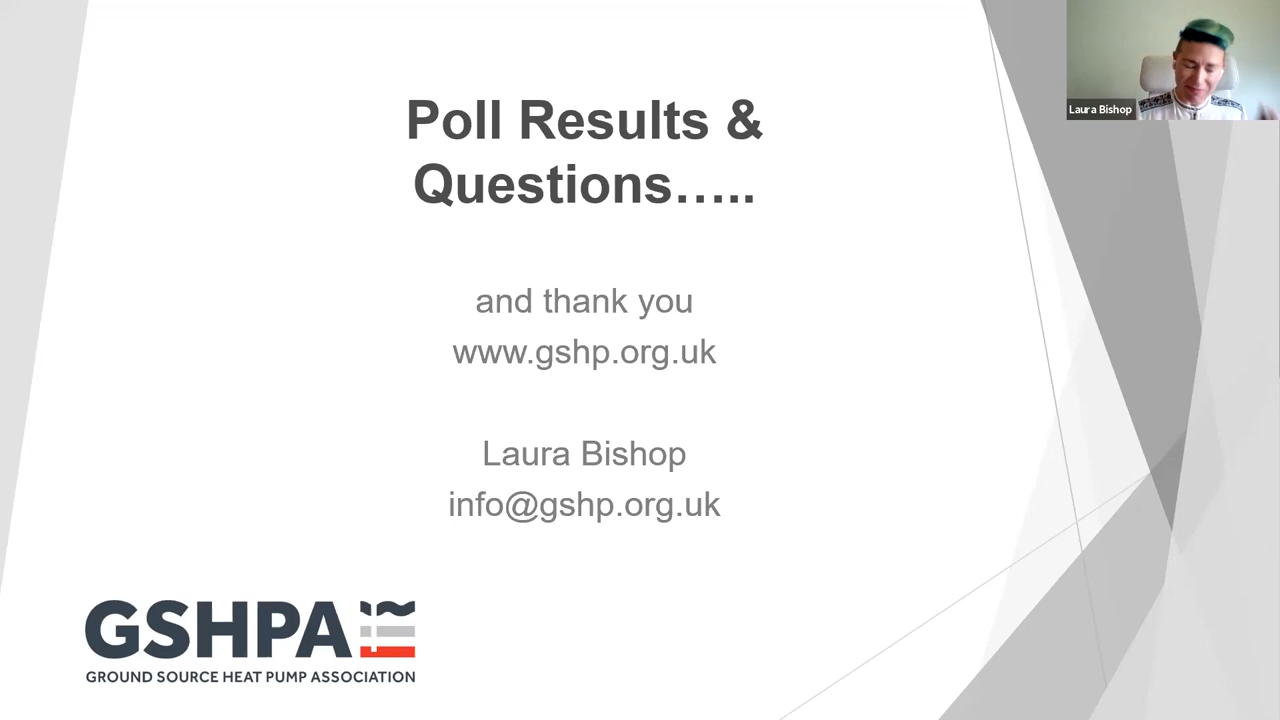 Laura Bishop
Poll Results &
Questions…..
and thank you
www.gshp.org.uk
Laura Bishop
info@gshp.org.uk
GSHPA
GROUND SOURCE HEAT PUMP ASSOCIATION